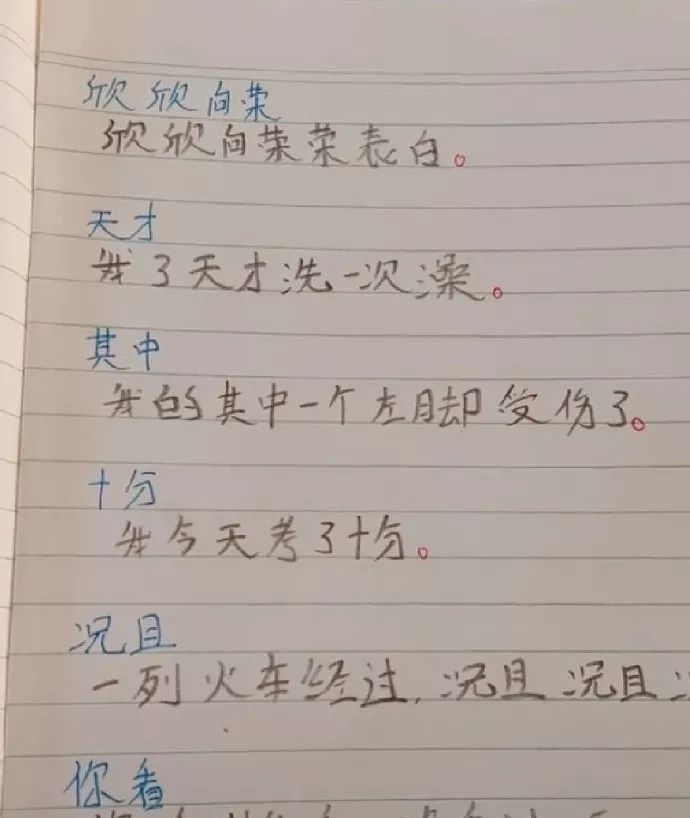 欣欣向荣
欣欣向荣荣表白。
天才
我3天才洗一次澡。
其中
我的其中一个左脚受伤了。
十分
我今天考了十分。
况且
一列火车经过,况且况且
你看